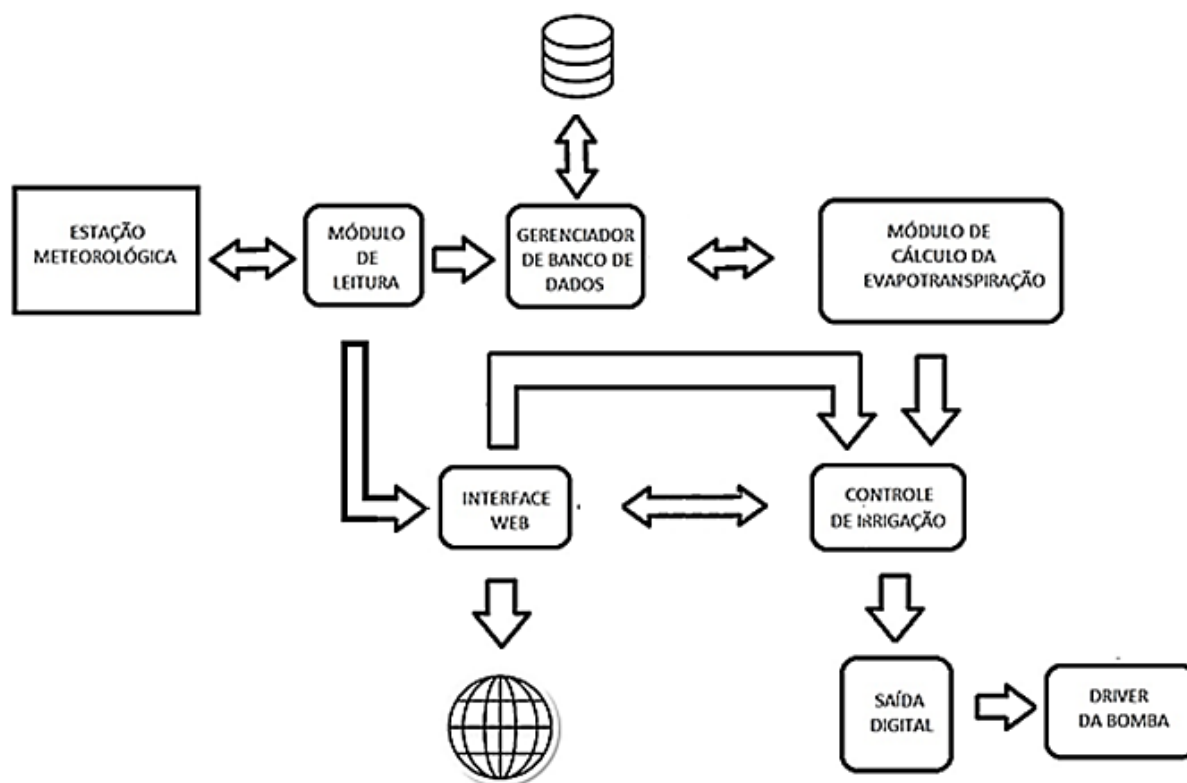 ESTAÇÃO
METEOROLÓGICA
MÓDULO
DE
LEITURA
GERENCIADOR
DE BANCO DE
DADOS
MÓDULO DE
CÁLCULO DA
EVAPOTRANSPIRAÇÃO
INTERFACE
WEB
CONTROLE
DE IRRIGAÇÃO
SAÍDA
DIGITAL
DRIVER
DA BOMBA